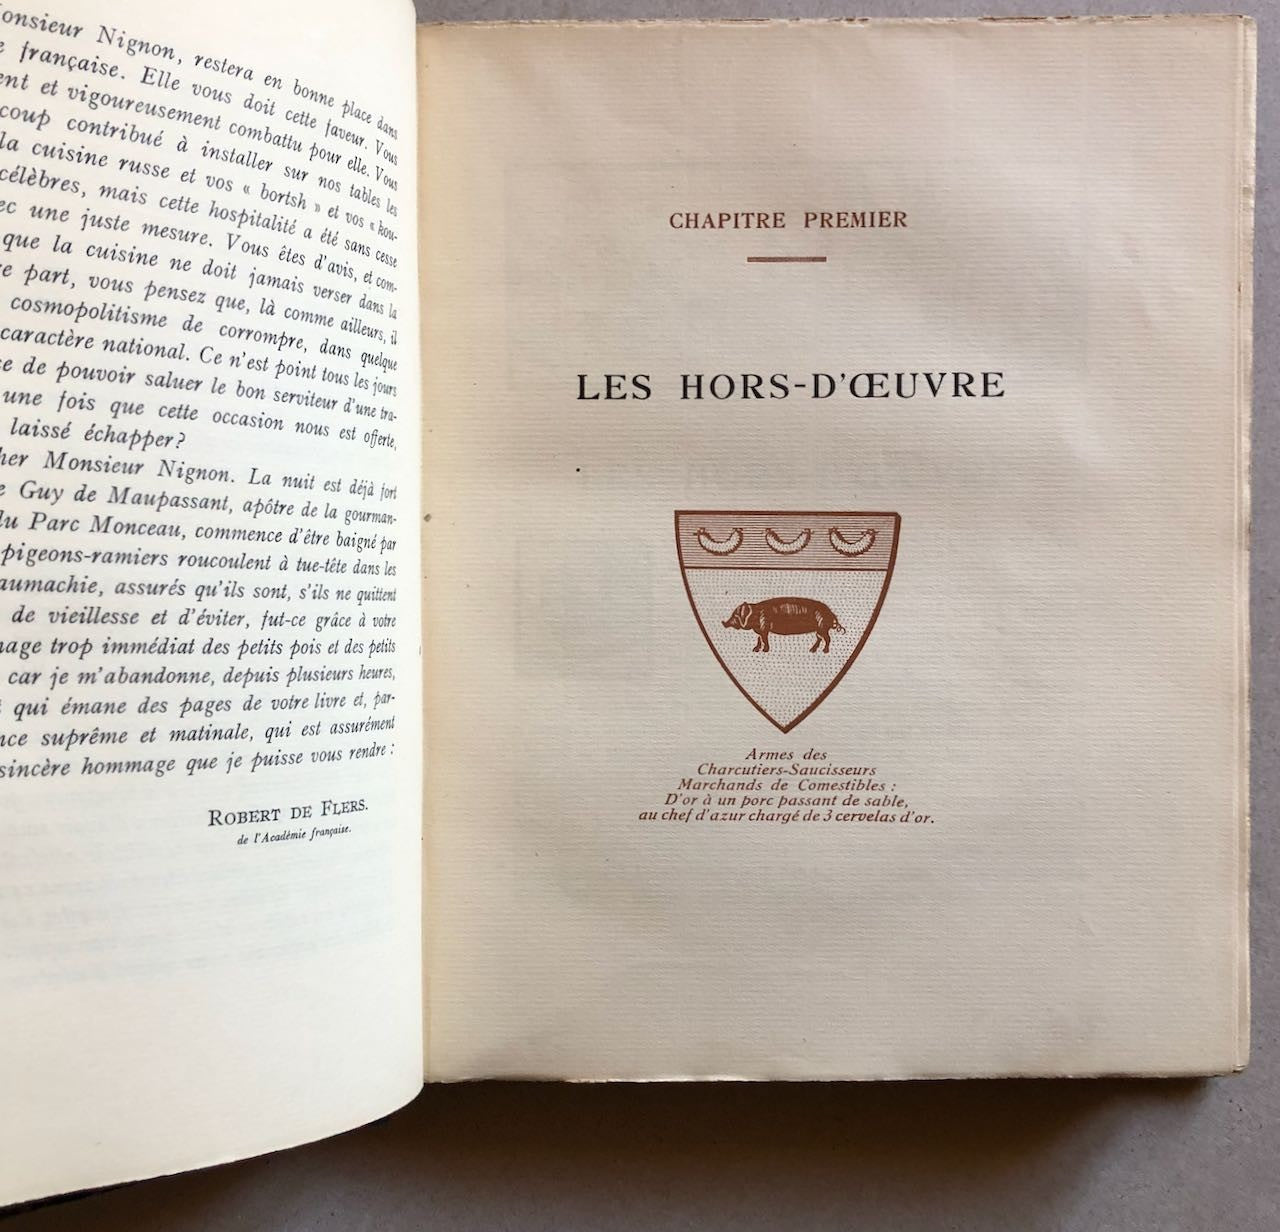 onsieur Nignon, restera en bonne place dans
e française. Elle vous doit cette faveur. Vous
ent et vigoureusement combattu pour elle. Vous
coup contribué à installer sur nos tables les
la cuisine russe et vos « bortsh » et vos « kou-
célèbres, mais cette hospitalité a été sans cesse
ec une juste mesure. Vous êtes d'avis, et com-
que la cuisine ne doit jamais verser dans la
re part, vous pensez que, là comme ailleurs, il
cosmopolitisme de corrompre, dans quelque
caractère national. Ce n'est point tous les jours
ce de pouvoir saluer le bon serviteur d'une tra-
une fois que cette occasion nous est offerte,
laissé échapper?
her Monsieur Nignon. La nuit est déjà fort
e Guy de Maupassant, apôtre de la gourman-
du Parc Monceau, commence d'être baigné par
pigeons-ramiers roucoulent à tue-tête dans les
aumachie, assurés qu'ils sont, s'ils ne quittent
de vieillesse et d'éviter, fut-ce grâce à votre
nage trop immédiat des petits pois et des petits
car je m'abandonne, depuis plusieurs heures,
qui émane des pages de votre livre et, par-
nce suprême et matinale, qui est assurément
sincère hommage que je puisse vous rendre :
ROBERT DE FLERS.
de l'Académie française.
CHAPITRE PREMIER
LES HORS-D'ŒUVRE
Armes des
Charcutiers-Saucisseurs
Marchands de Comestibles :
D'or à un porc passant de sable,
au chef d'azur chargé de 3 cervelas d'or.